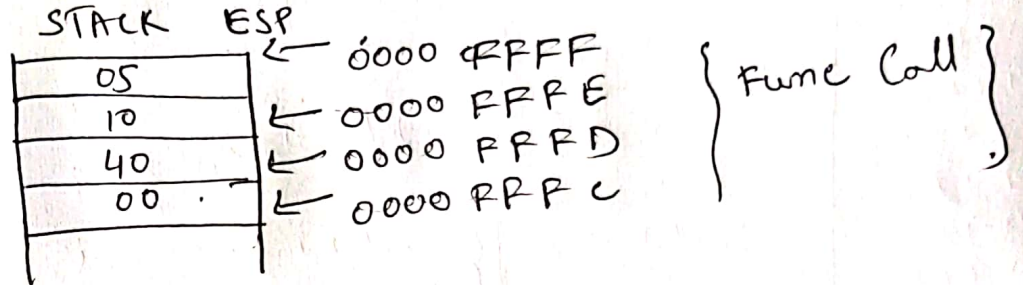 STACK ESP
← 0000 FFFF
05
10 ← 0000 FFFE
40 ← 0000 FFFD
00 ← 0000 FFFC
{ Func Call }